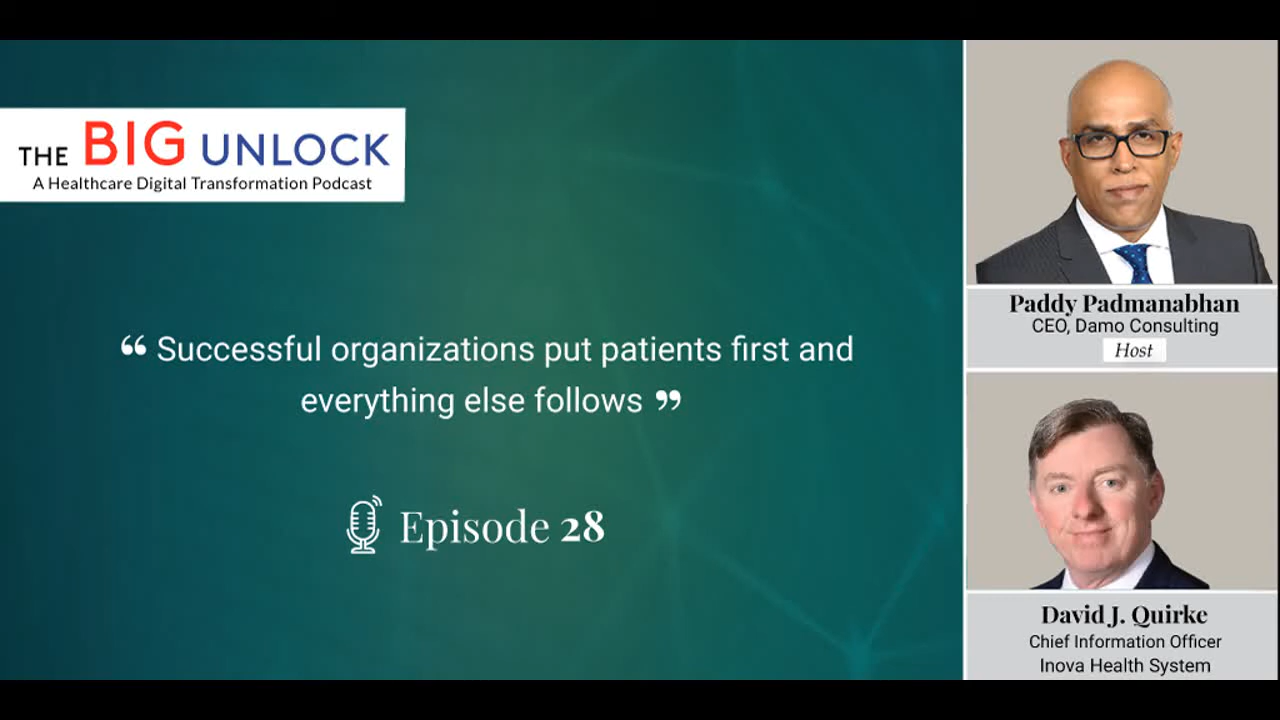 THE BIG UNLOCK
A Healthcare Digital Transformation Podcast
“ Successful organizations put patients first and
everything else follows ”
Episode 28
Paddy Padmanabhan
CEO, Damo Consulting
Host
David J. Quirke
Chief Information Officer
Inova Health System